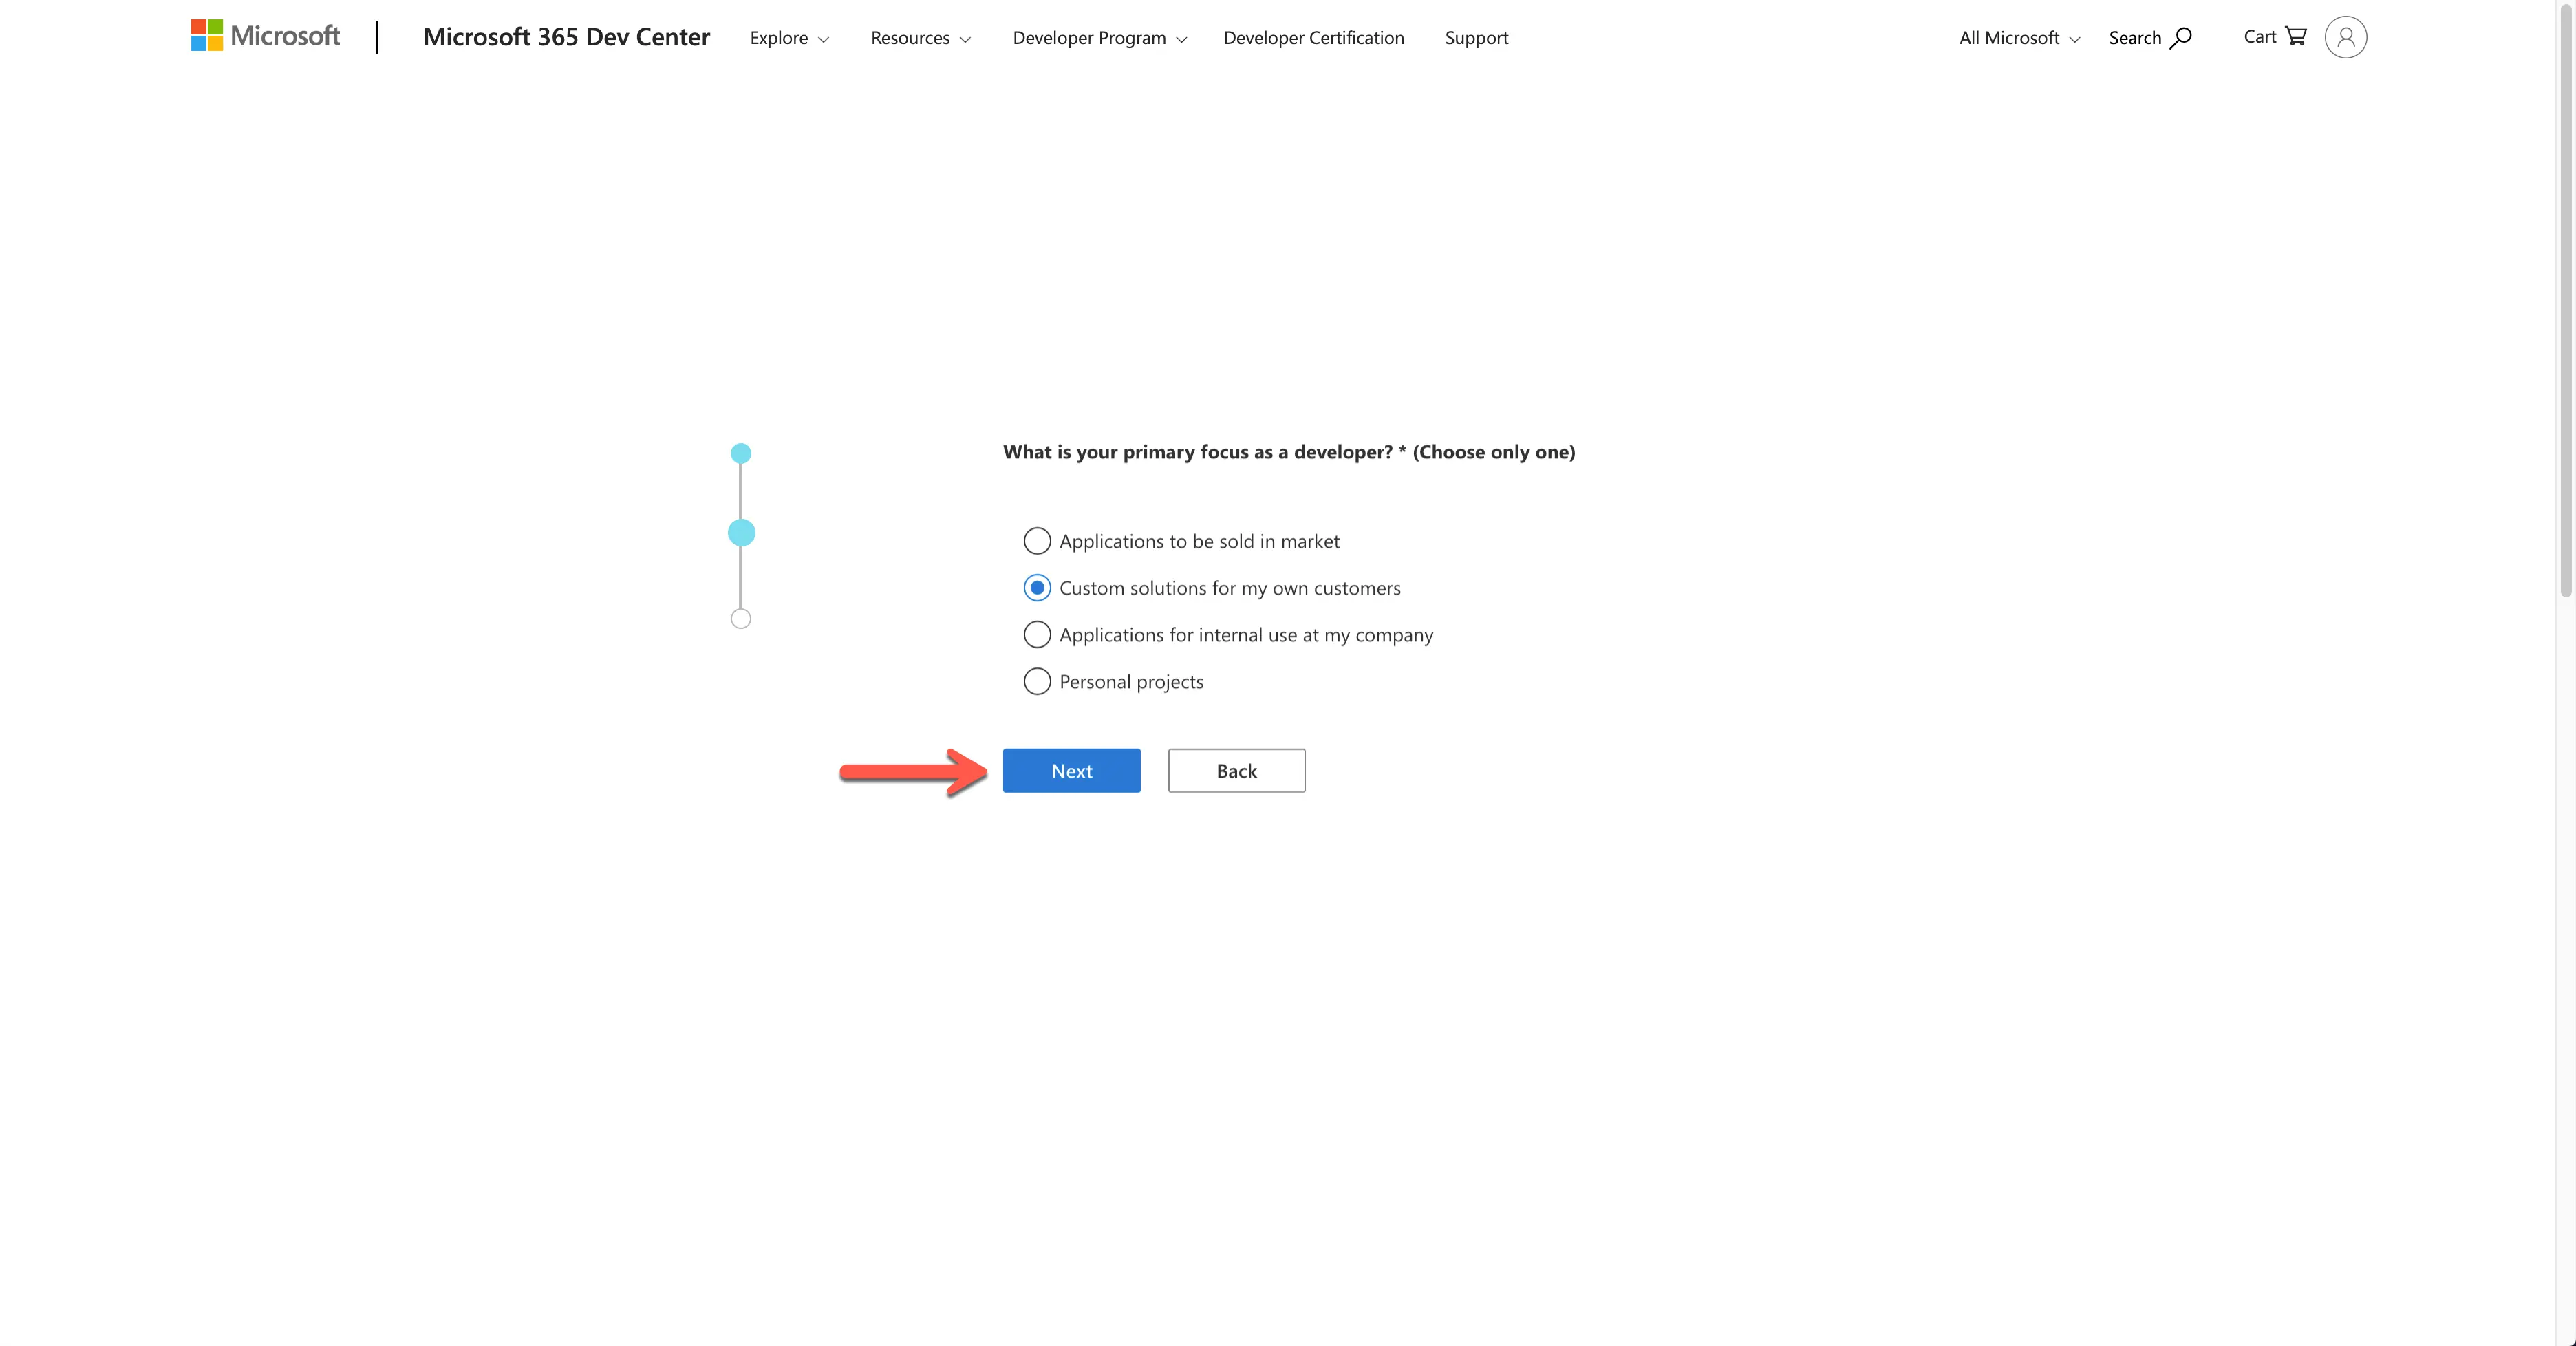 Microsoft Microsoft 365 Dev Center Explore Resources Developer Program Developer Certification Support All Microsoft Search Cart
What is your primary focus as a developer? * (Choose only one)
Applications to be sold in market
Custom solutions for my own customers
Applications for internal use at my company
Personal projects
Next Back